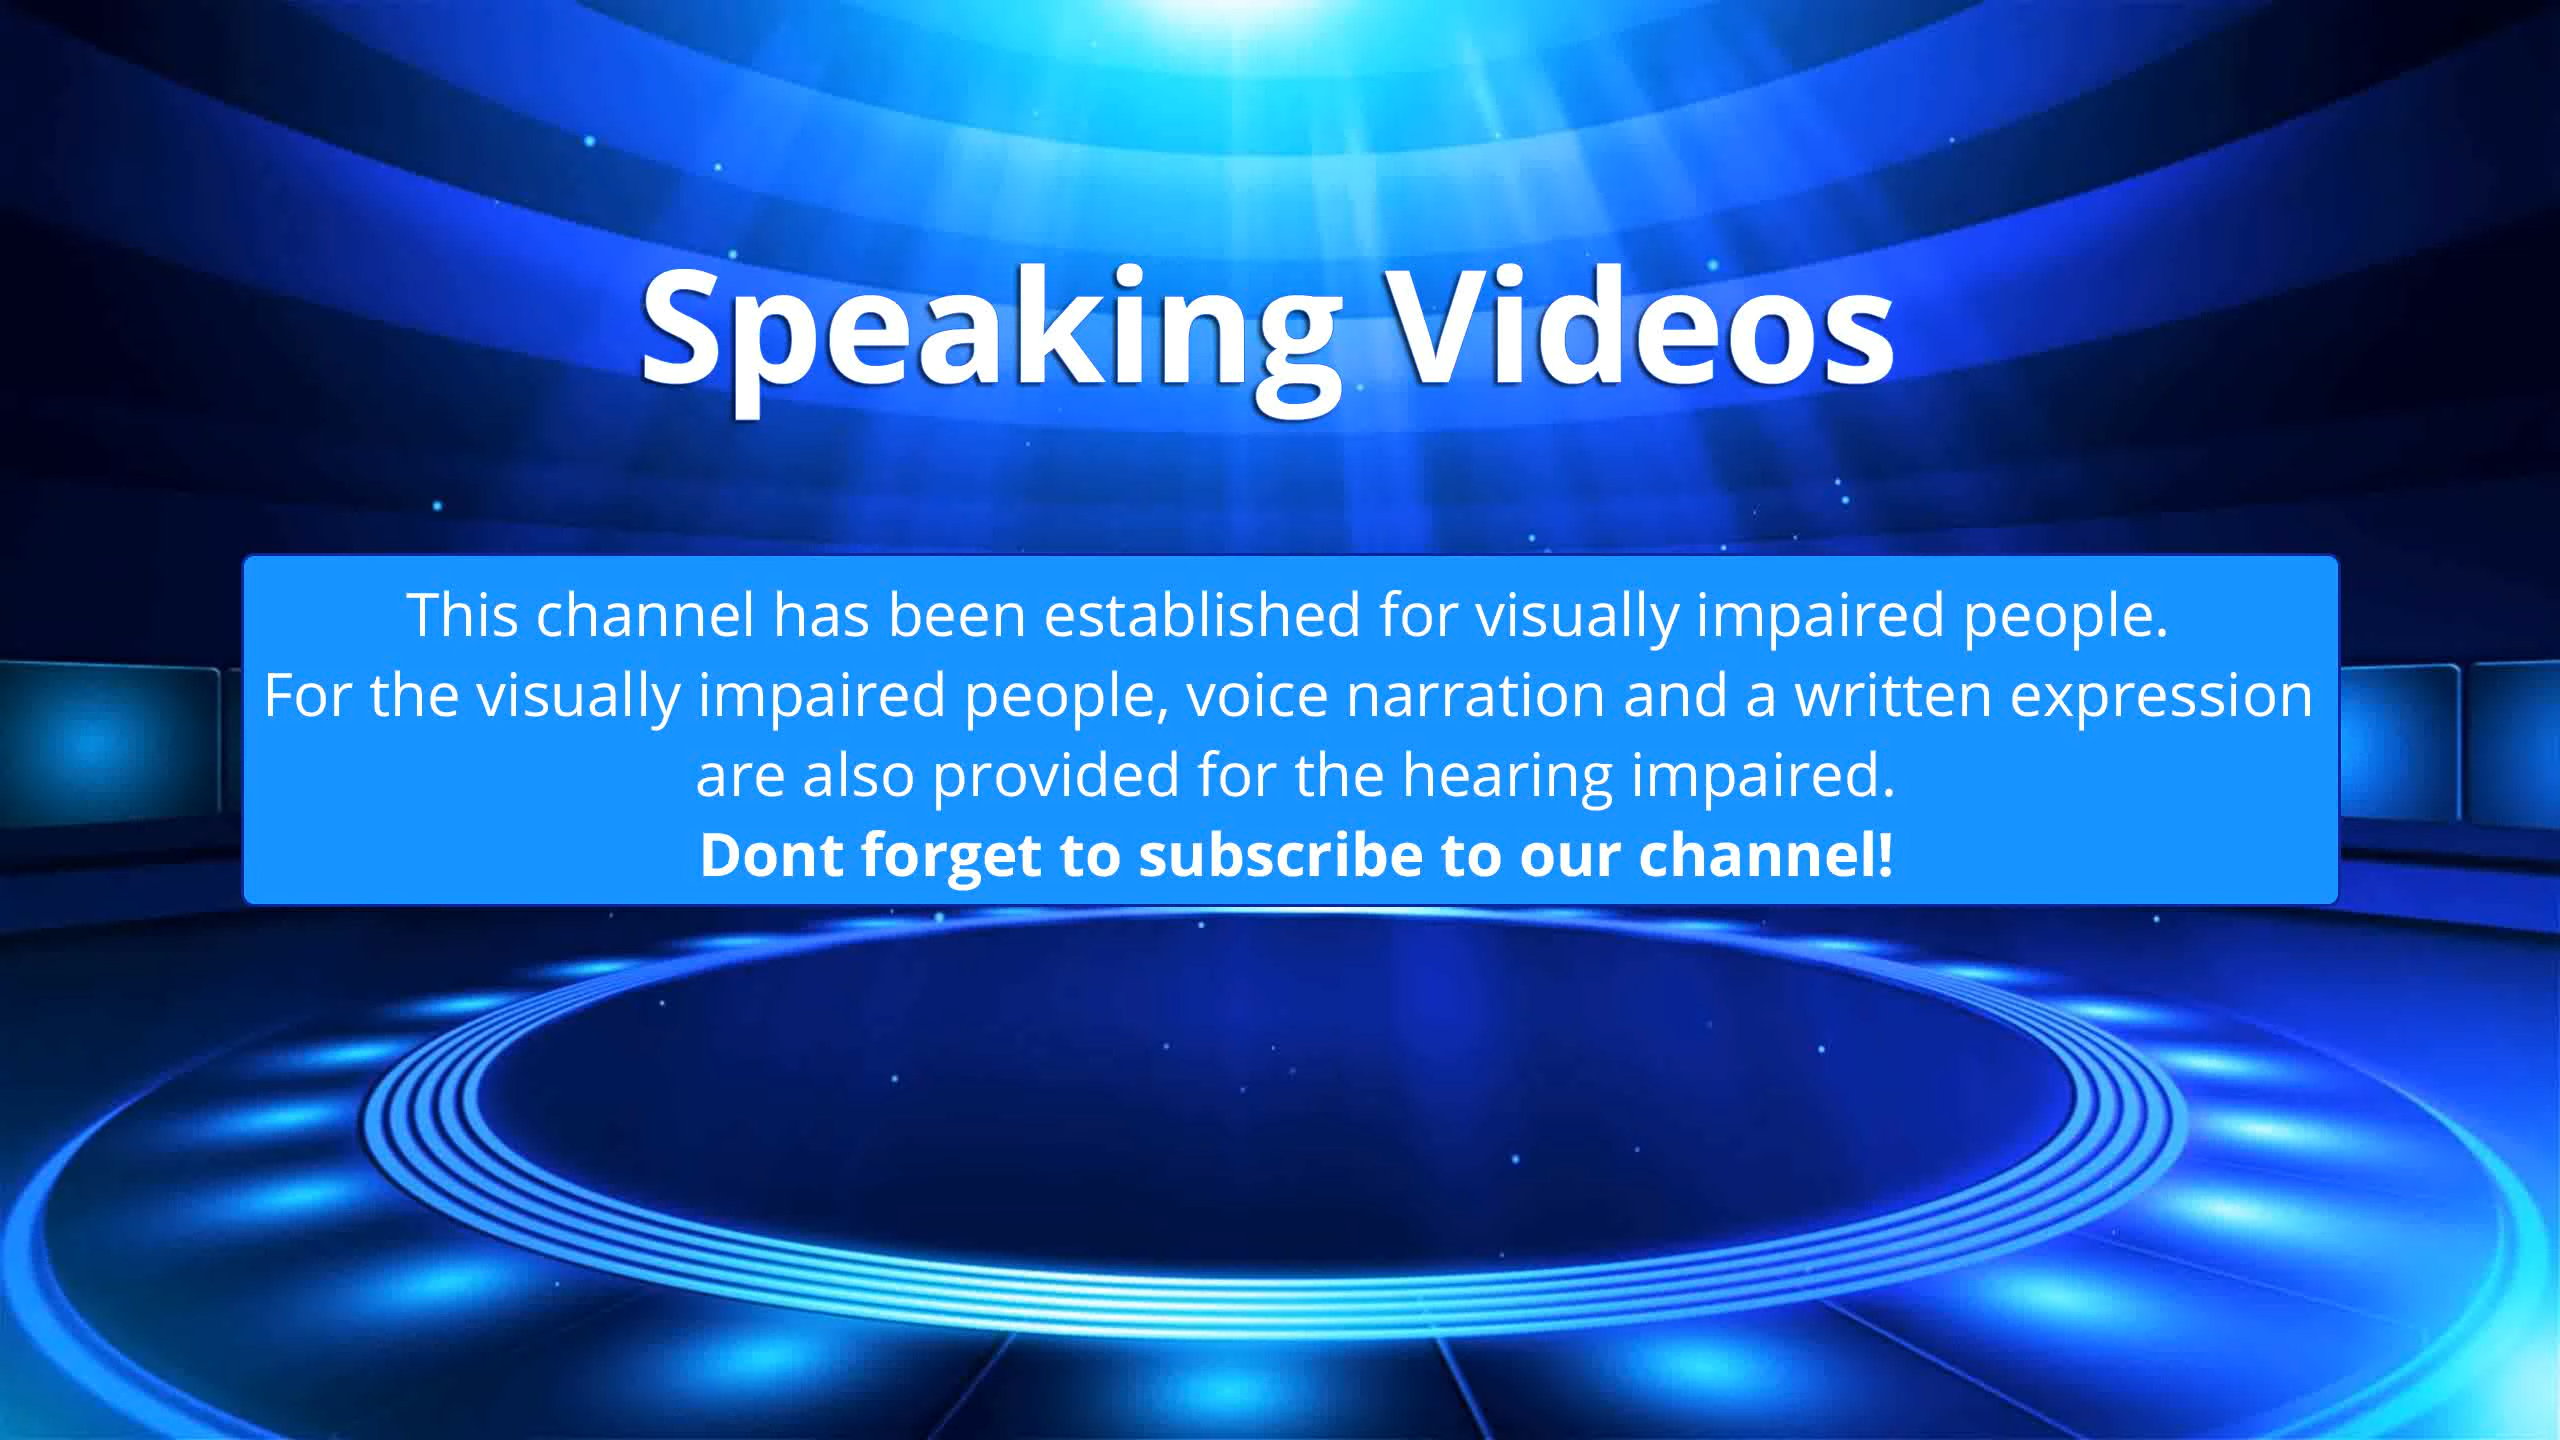 Speaking Videos
This channel has been established for visually impaired people.
For the visually impaired people, voice narration and a written expression
are also provided for the hearing impaired.
Dont forget to subscribe to our channel!